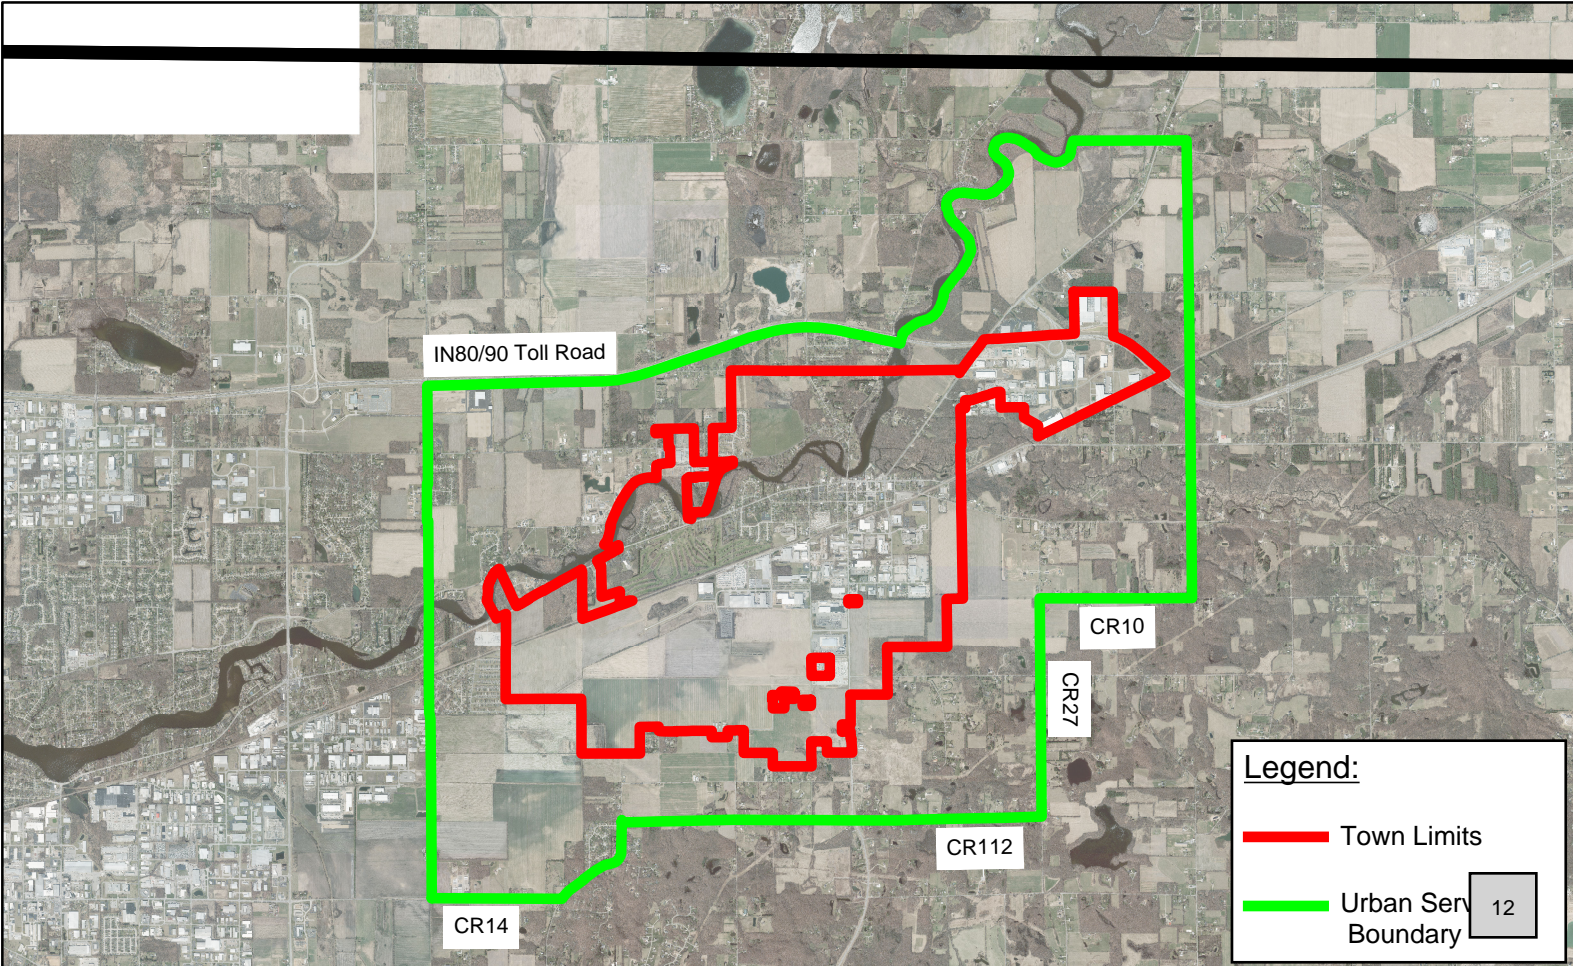 IN80/90 Toll Road
CR10
CR27
CR112
CR14
Legend:
Town Limits
Urban Serv
Boundary
12